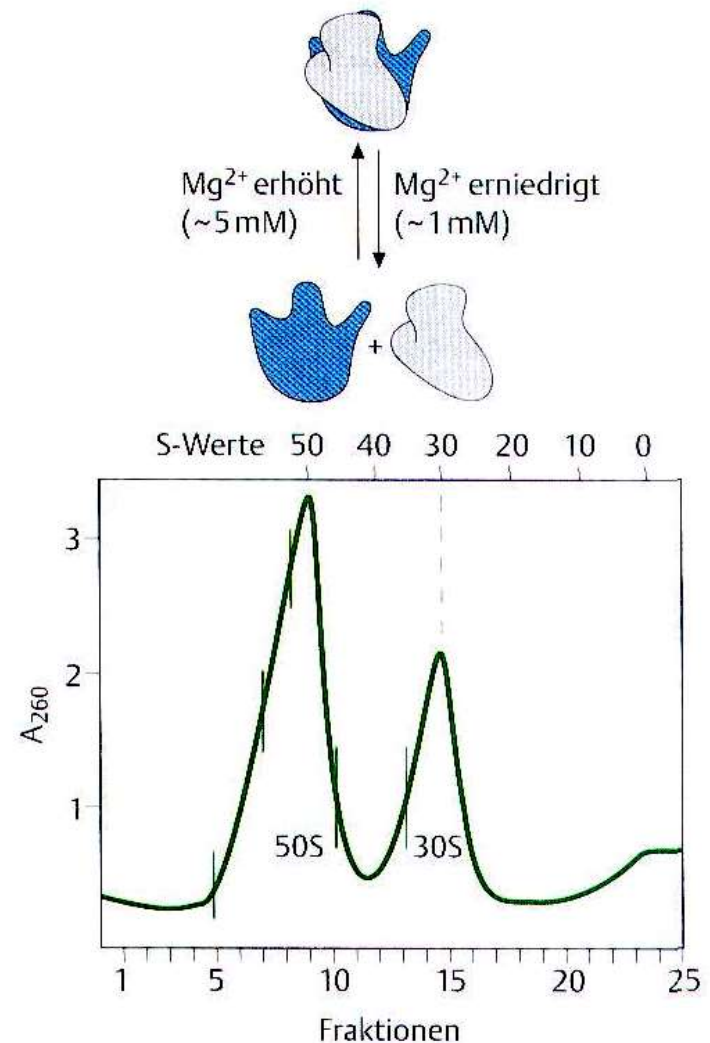 Mg²⁺ erhöht
(~5 mM)
Mg²⁺ erniedrigt
(~1 mM)
+
S-Werte 50 40 30 20 10 0
3
2
1
A₂₆₀
50S
30S
1 5 10 15 20 25
Fraktionen